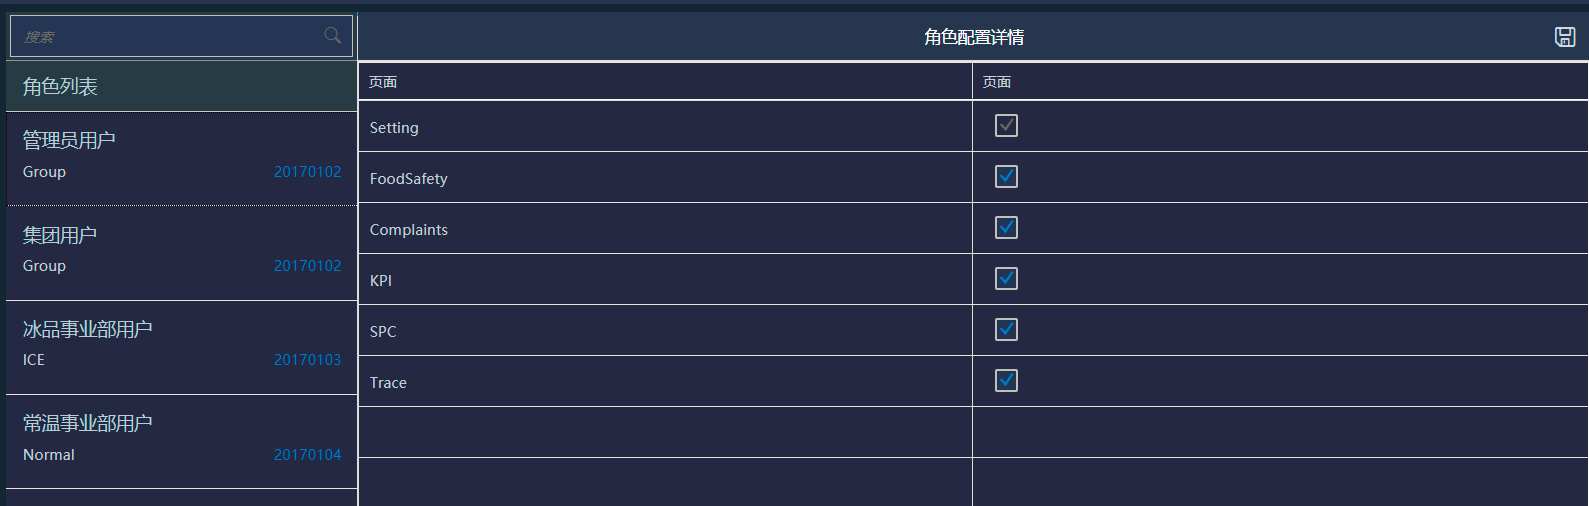 搜索
角色列表
管理员用户
Group 20170102
集团用户
Group 20170102
冰品事业部用户
ICE 20170103
常温事业部用户
Normal 20170104
角色配置详情
页面 页面
Setting
FoodSafety
Complaints
KPI
SPC
Trace